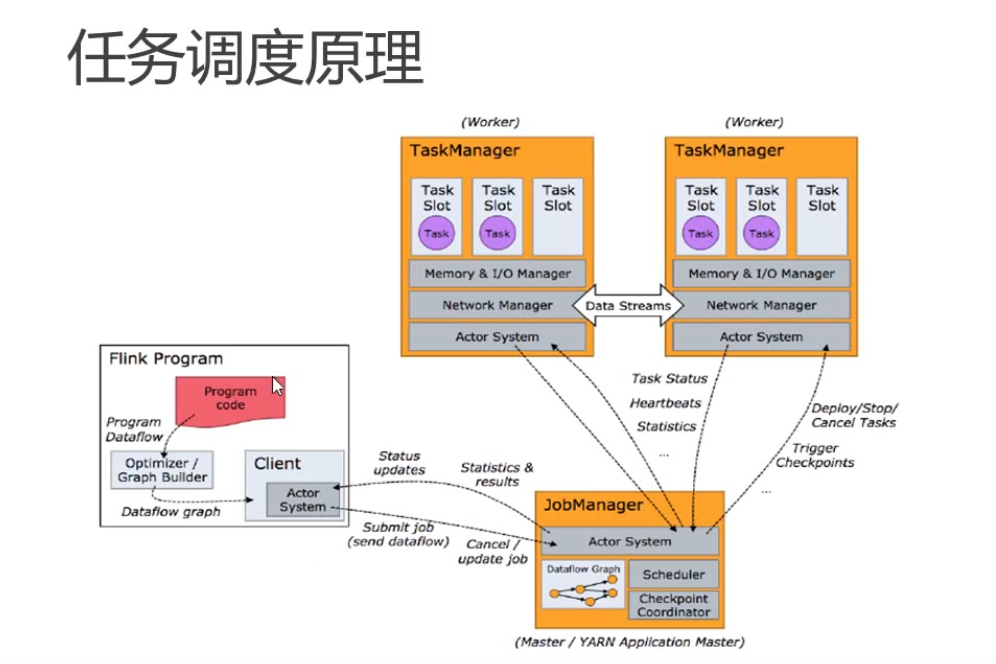 任务调度原理
(Worker)
TaskManager
Task
Slot
Task
Task
Slot
Task
Task
Slot
Memory & I/O Manager
Network Manager
Actor System
(Worker)
TaskManager
Task
Slot
Task
Task
Slot
Task
Task
Slot
Memory & I/O Manager
Network Manager
Actor System
Data Streams
Flink Program
Program
code
Program
Dataflow
Optimizer /
Graph Builder
Dataflow graph
Client
Actor
System
Status
updates
Statistics &
results
Submit job
(send dataflow)
Cancel /
update job
Task Status
Heartbeats
Statistics
...
Deploy/Stop/
Cancel Tasks
Trigger
Checkpoints
...
JobManager
Actor System
Dataflow Graph
Scheduler
Checkpoint
Coordinator
(Master / YARN Application Master)